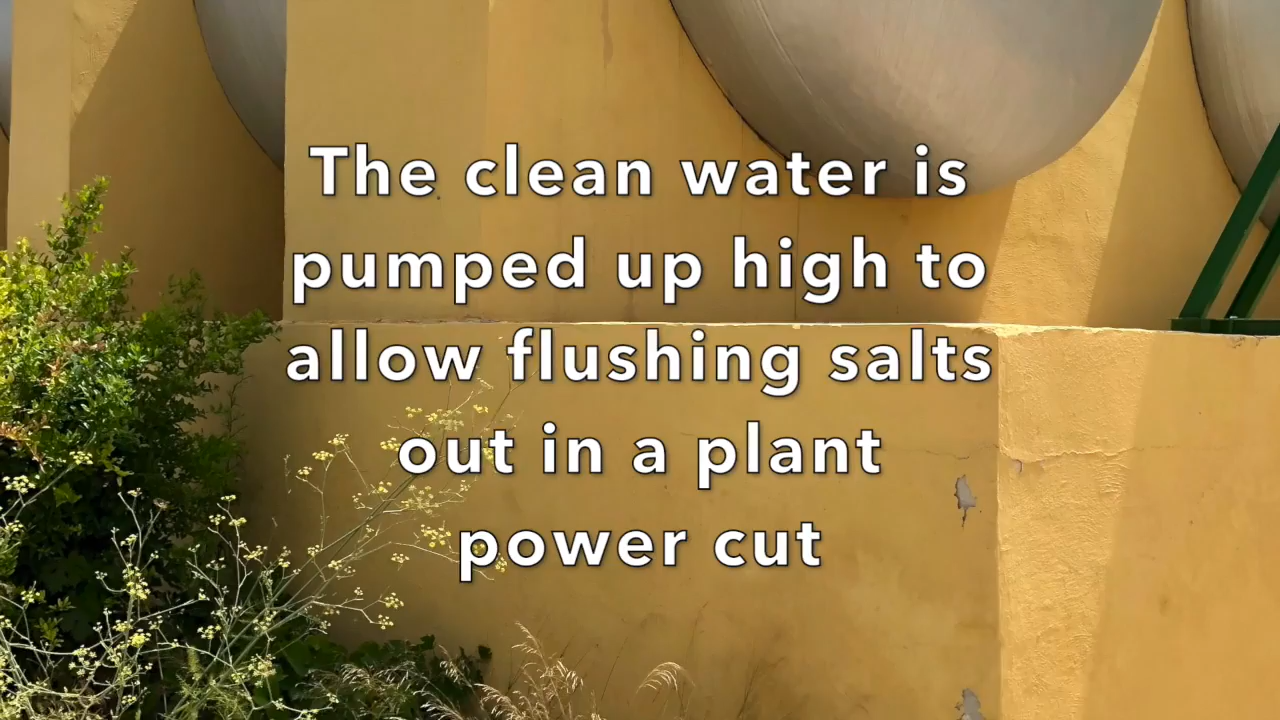 The clean water is
pumped up high to
allow flushing salts
out in a plant
power cut